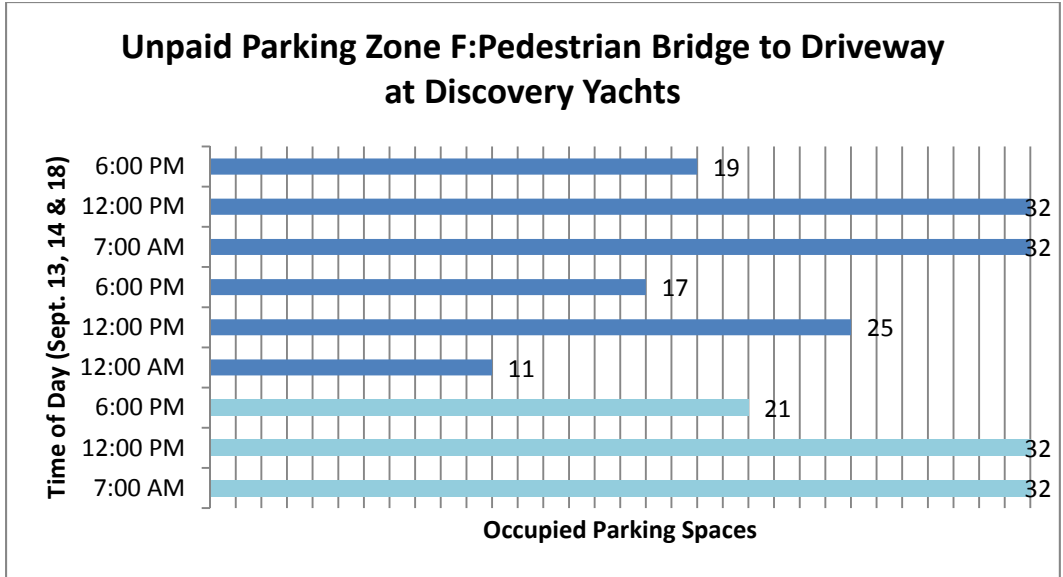 Unpaid Parking Zone F:Pedestrian Bridge to Driveway
at Discovery Yachts
Time of Day (Sept. 13, 14 & 18)
6:00 PM 19
12:00 PM 32
7:00 AM 32
6:00 PM 17
12:00 PM 25
12:00 AM 11
6:00 PM 21
12:00 PM 32
7:00 AM 32
Occupied Parking Spaces